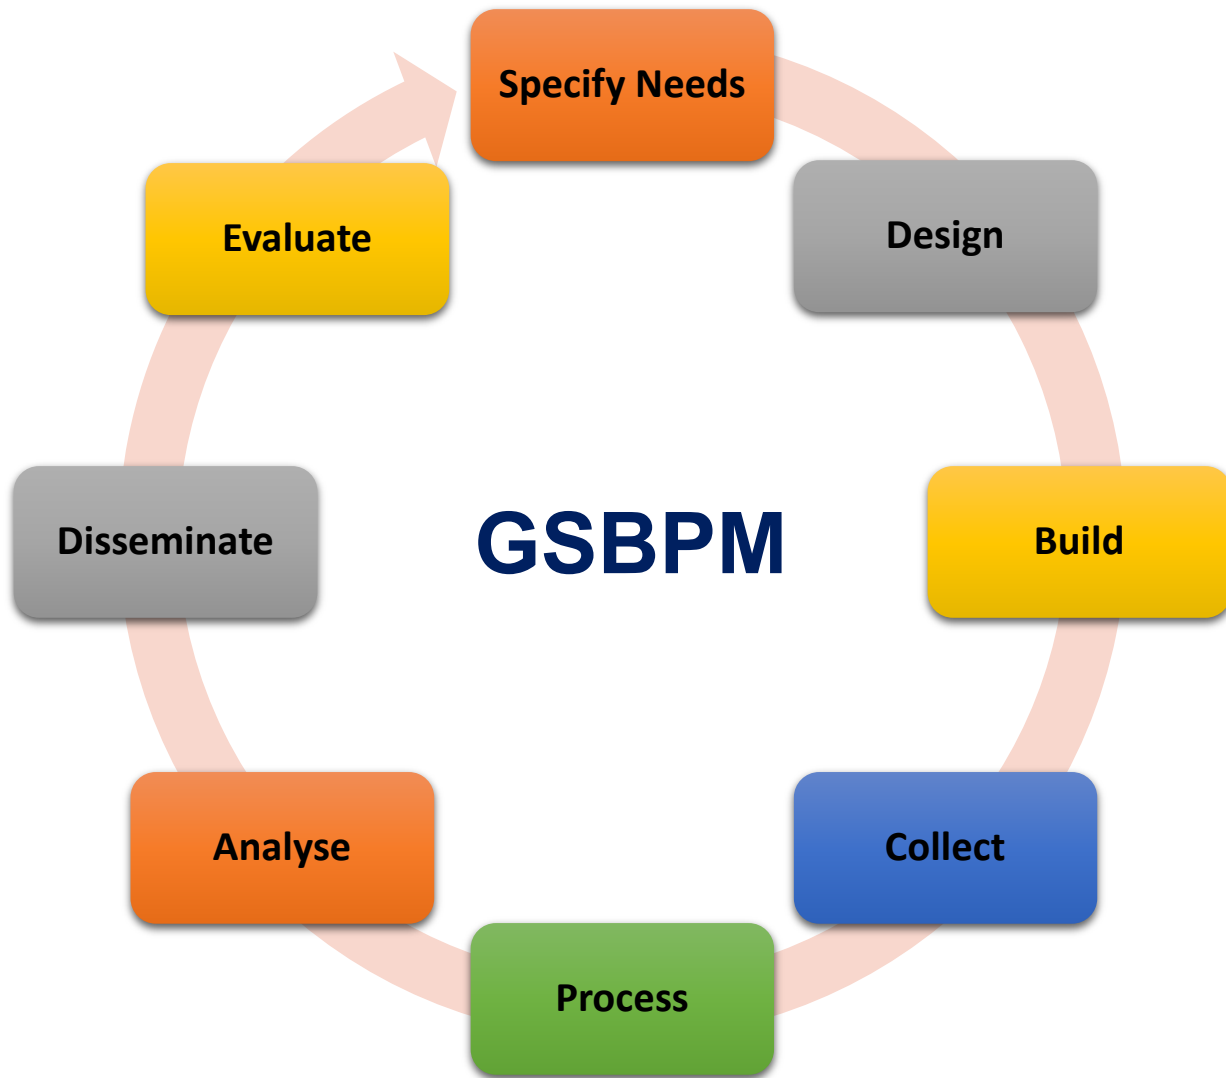 Specify Needs
Design
Build
Collect
Process
Analyse
Disseminate
Evaluate
GSBPM